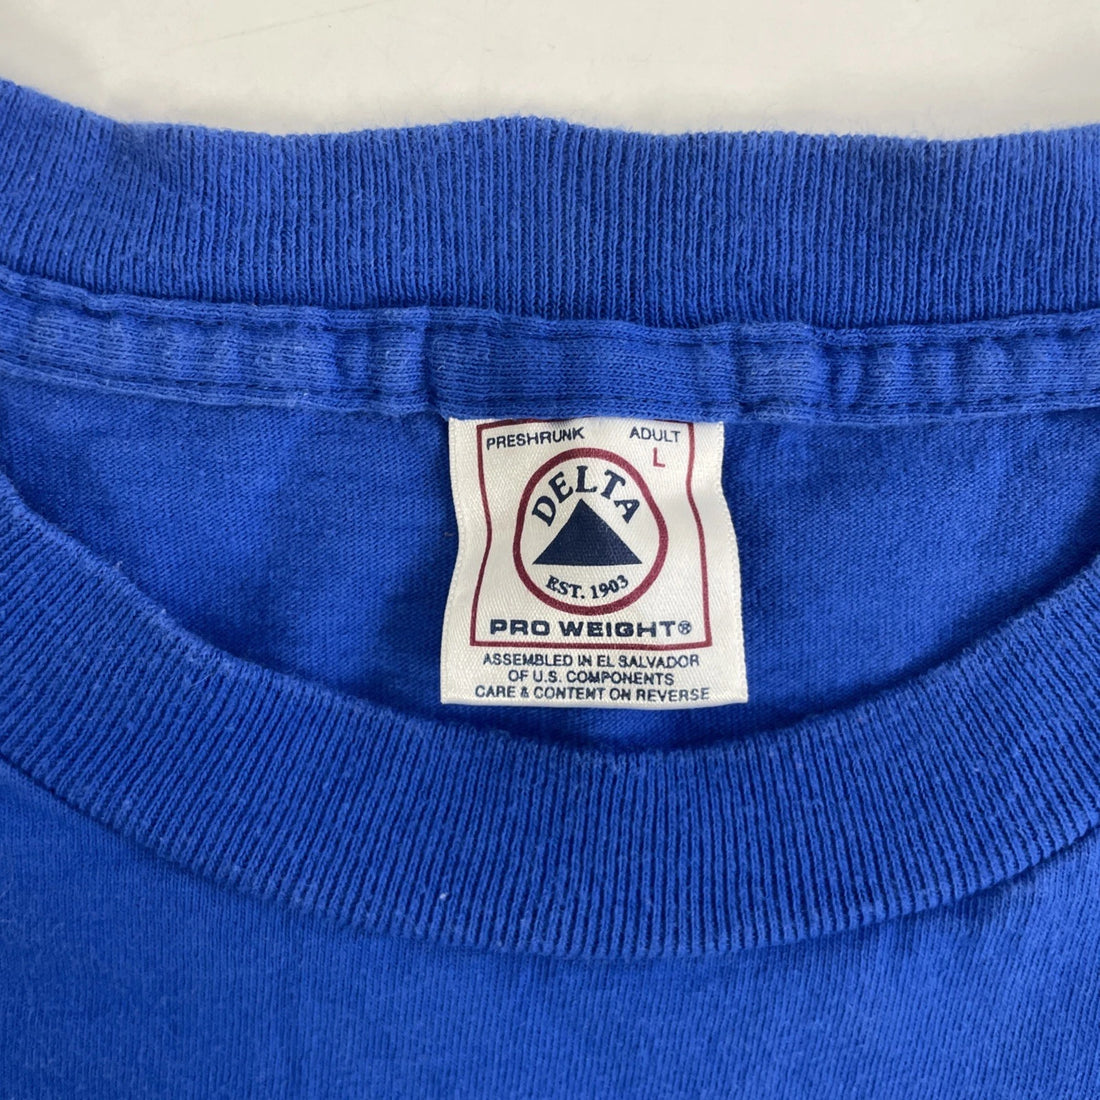 PRESHRUNK ADULT
L
DELTA
EST. 1903
PRO WEIGHT®
ASSEMBLED IN EL SALVADOR
OF U.S. COMPONENTS
CARE & CONTENT ON REVERSE